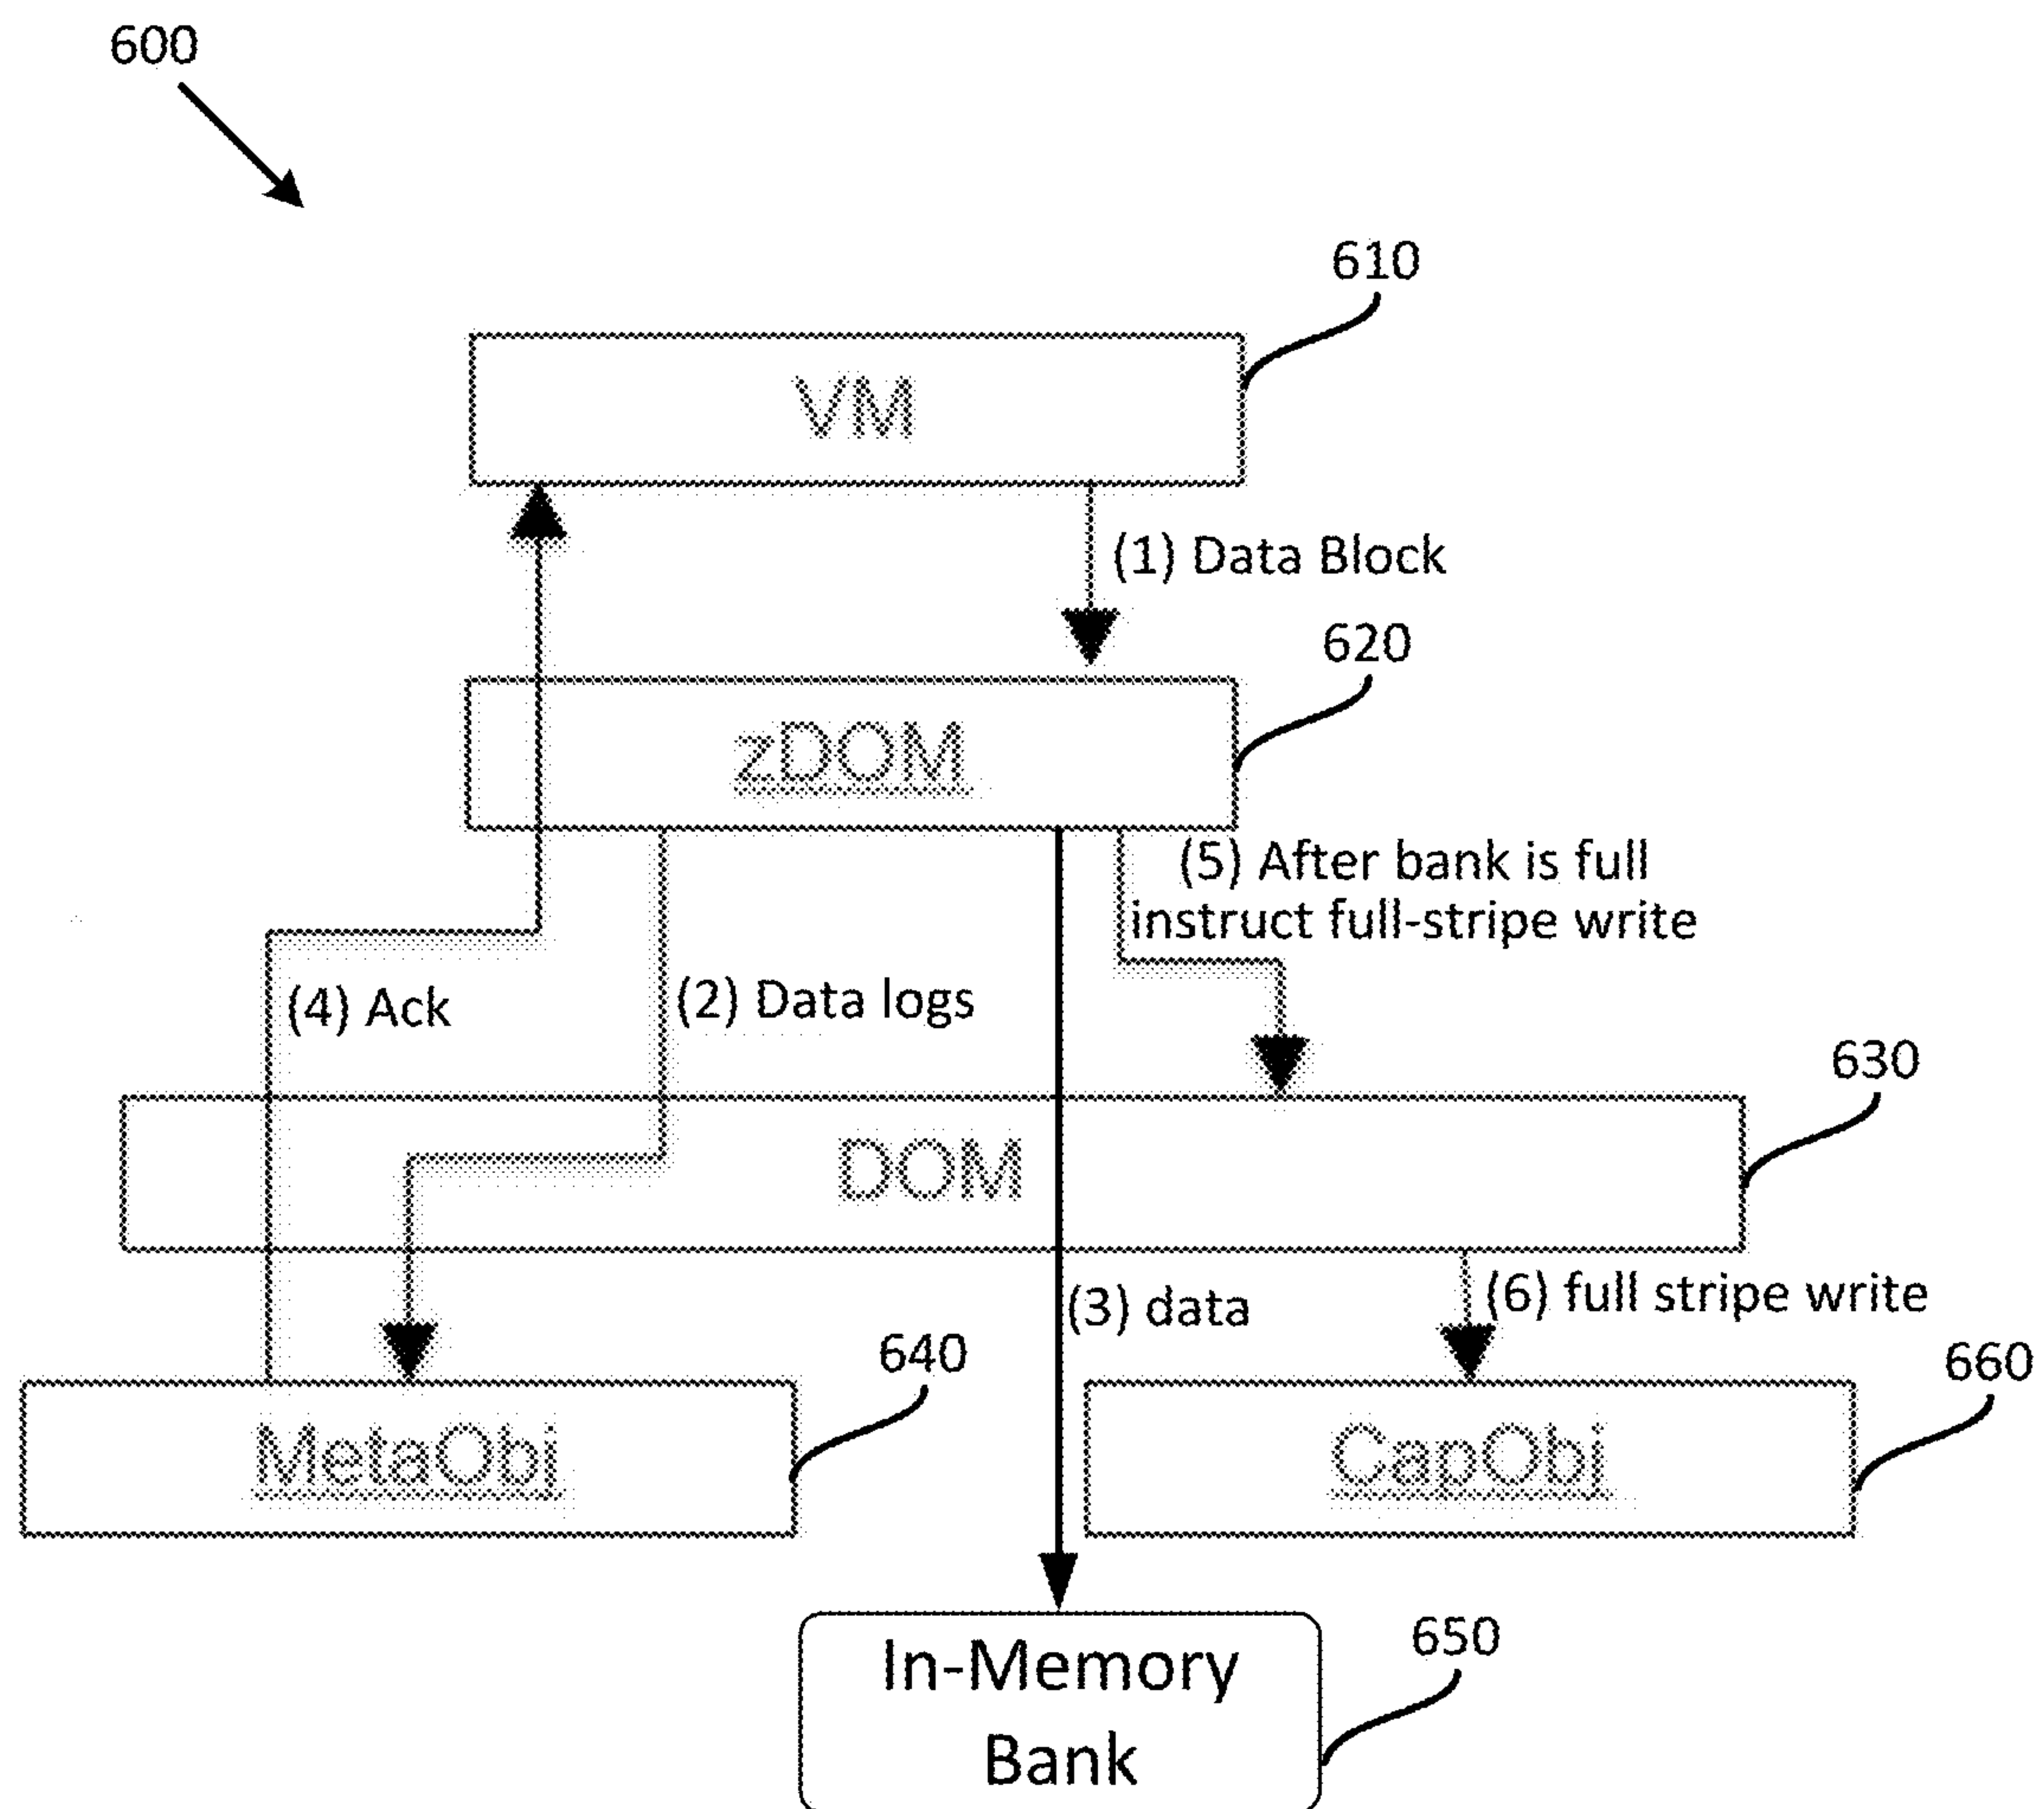 600
610
VM
(1) Data Block
620
zDOM
(5) After bank is full
instruct full-stripe write
(4) Ack
(2) Data logs
630
DOM
(3) data
(6) full stripe write
640
660
MetaObj
CapObj
In-Memory
Bank
650